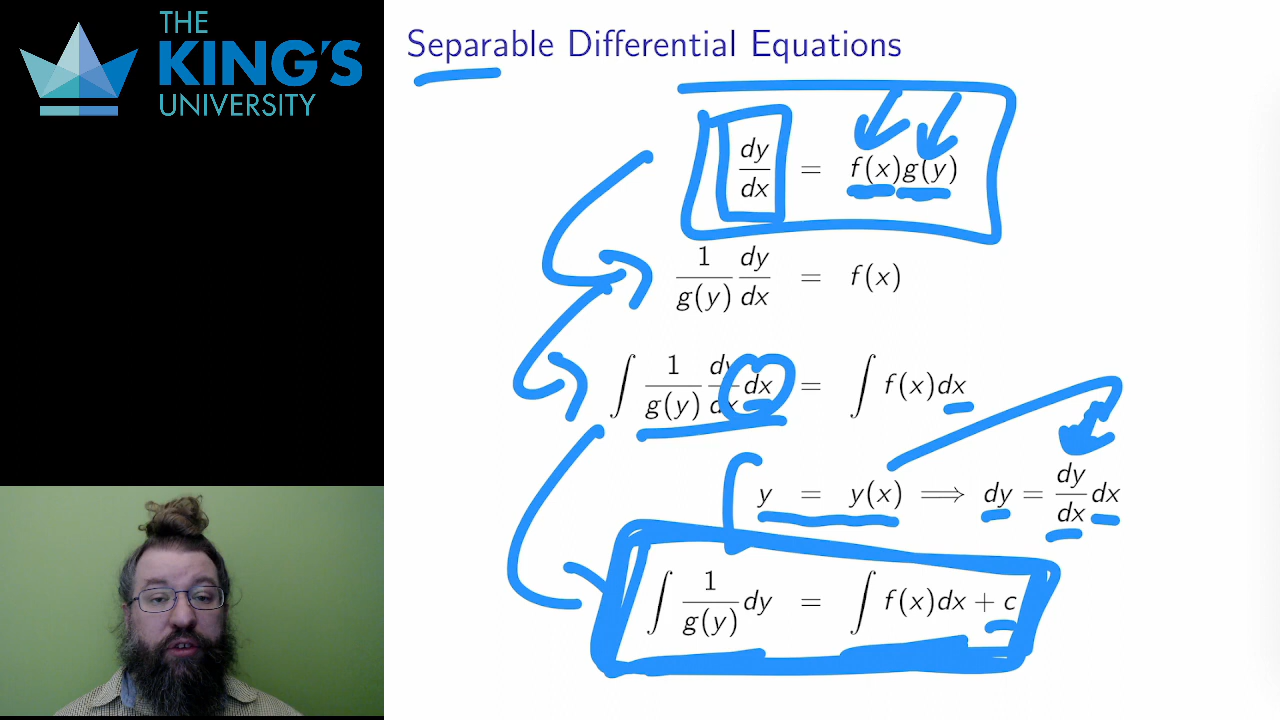 THE
KING'S
UNIVERSITY
Separable Differential Equations
dy/dx = f(x)g(y)
1/g(y) dy/dx = f(x)
∫ 1/g(y) dy/dx dx = ∫ f(x)dx
y = y(x) ⟹ dy = dy/dx dx
∫ 1/g(y) dy = ∫ f(x)dx + c